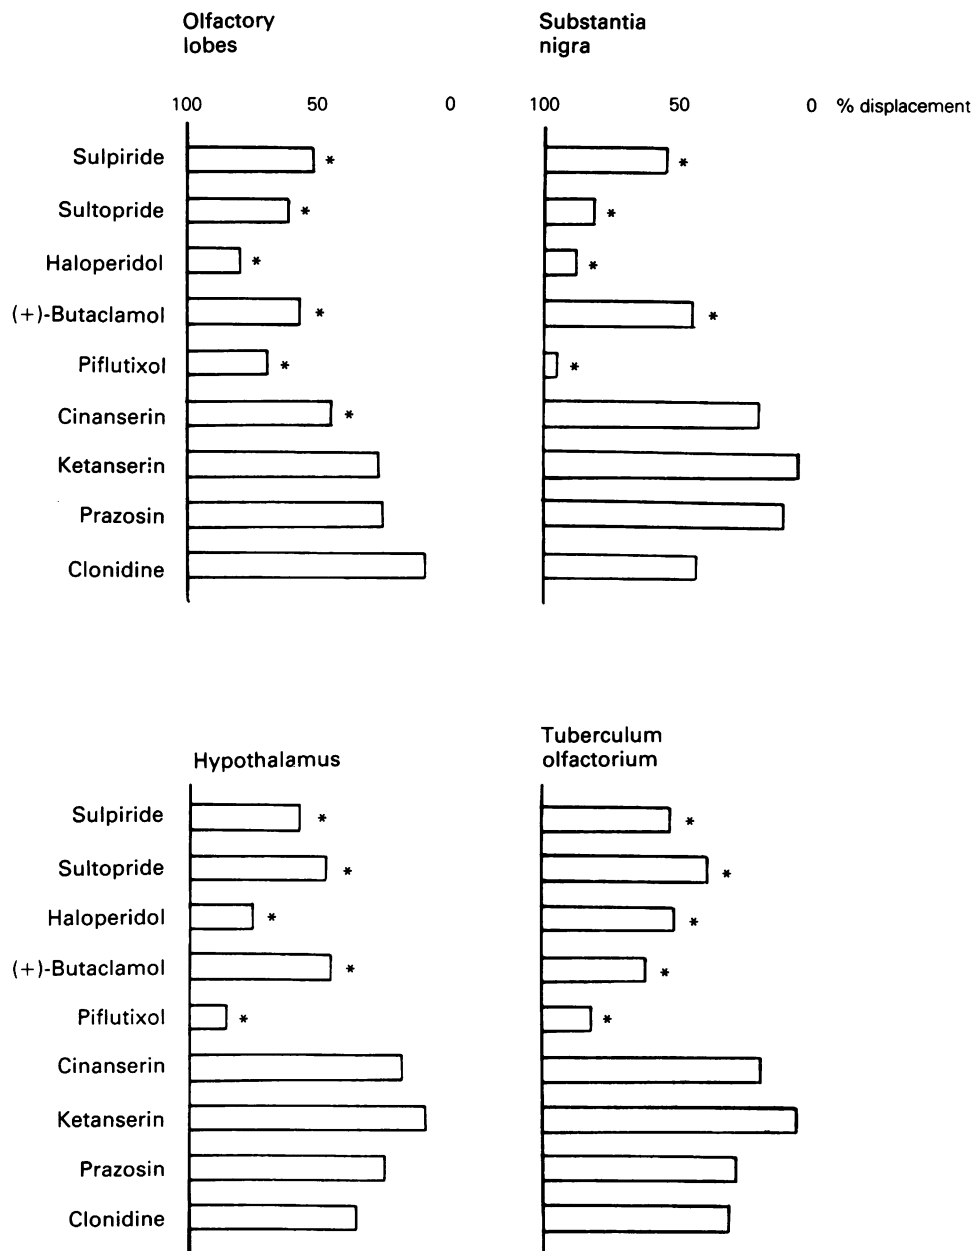 Olfactory
lobes
Substantia
nigra
100 50 0
100 50 0 % displacement
Sulpiride * *
Sultopride * *
Haloperidol * *
(+)-Butaclamol * *
Piflutixol * *
Cinanserin *
Ketanserin
Prazosin
Clonidine
Hypothalamus
Tuberculum
olfactorium
Sulpiride * *
Sultopride * *
Haloperidol * *
(+)-Butaclamol * *
Piflutixol * *
Cinanserin
Ketanserin
Prazosin
Clonidine